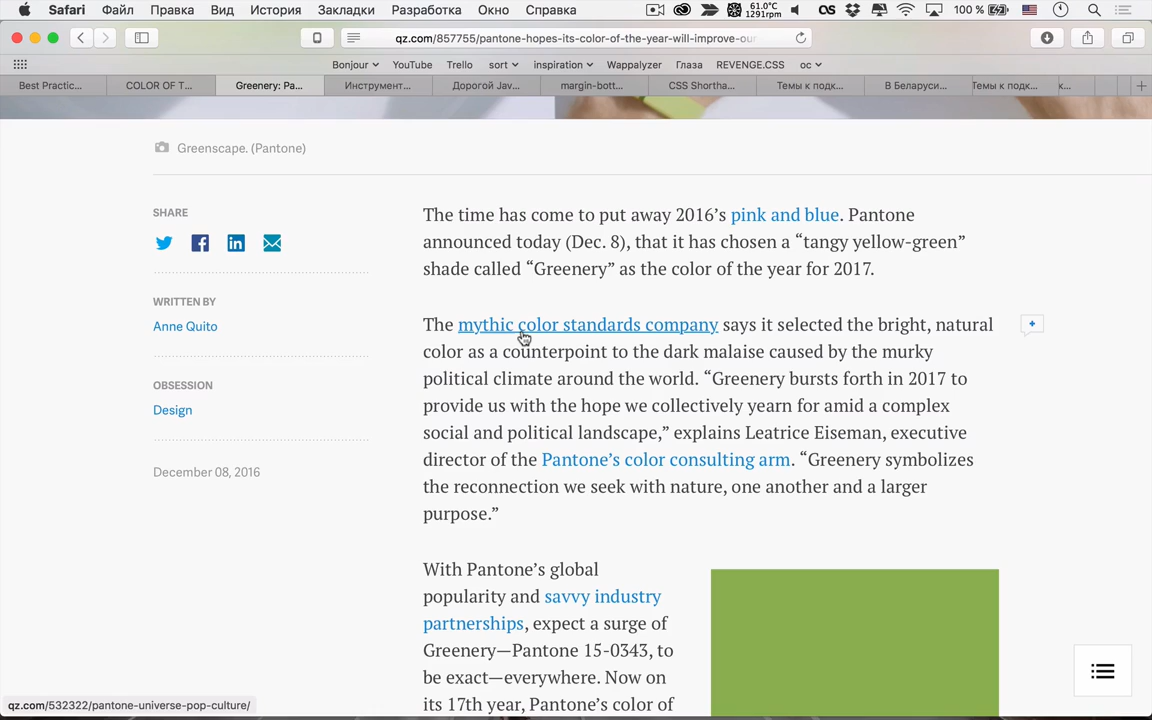 Safari Файл Правка Вид История Закладки Разработка Окно Справка 61.0°C 1291rpm 100 %
qz.com/857755/pantone-hopes-its-color-of-the-year-will-improve-our-
Bonjour YouTube Trello sort inspiration Wappalyzer Глаза REVENGE.CSS oc
Best Practic... COLOR OF T... Greenery: Pa... Инструмент... Дорогой Jav... margin-bott... CSS Shortha... Темы к подк... В Беларуси... Темы к подк... к...
Greenscape. (Pantone)
SHARE
WRITTEN BY
Anne Quito
OBSESSION
Design
December 08, 2016
The time has come to put away 2016’s pink and blue. Pantone
announced today (Dec. 8), that it has chosen a “tangy yellow-green”
shade called “Greenery” as the color of the year for 2017.
The mythic color standards company says it selected the bright, natural
color as a counterpoint to the dark malaise caused by the murky
political climate around the world. “Greenery bursts forth in 2017 to
provide us with the hope we collectively yearn for amid a complex
social and political landscape,” explains Leatrice Eiseman, executive
director of the Pantone’s color consulting arm. “Greenery symbolizes
the reconnection we seek with nature, one another and a larger
purpose.”
With Pantone’s global
popularity and savvy industry
partnerships, expect a surge of
Greenery—Pantone 15-0343, to
be exact—everywhere. Now on
its 17th year, Pantone’s color of
qz.com/532322/pantone-universe-pop-culture/